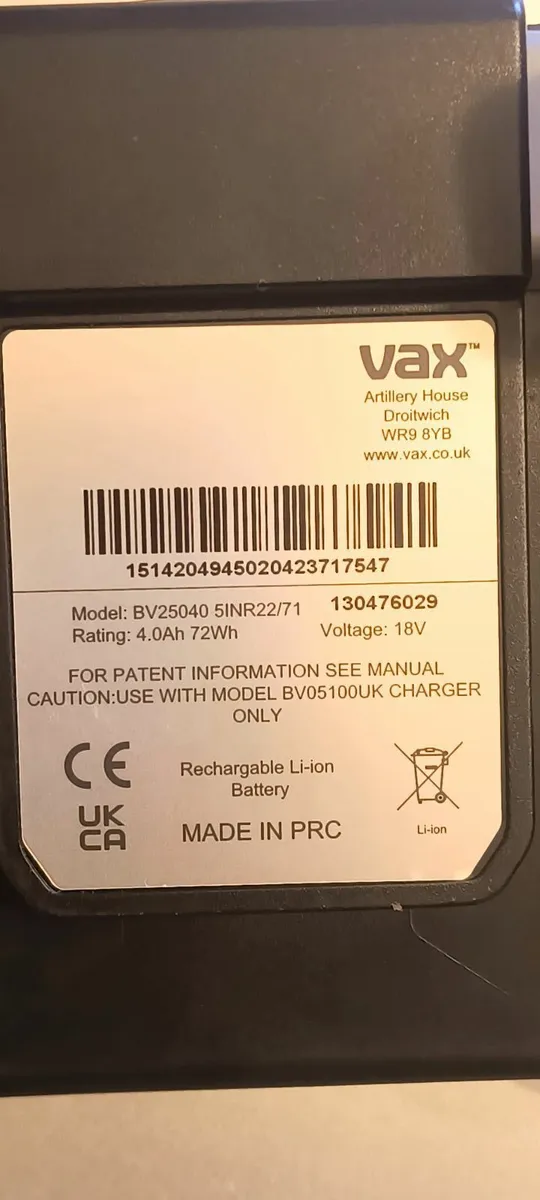 vax™
Artillery House
Droitwich
WR9 8YB
www.vax.co.uk
1514204945020423717547
Model: BV25040 5INR22/71 130476029
Rating: 4.0Ah 72Wh Voltage: 18V
FOR PATENT INFORMATION SEE MANUAL
CAUTION:USE WITH MODEL BV05100UK CHARGER
ONLY
CE
UK
CA
Rechargable Li-ion
Battery
MADE IN PRC
Li-ion